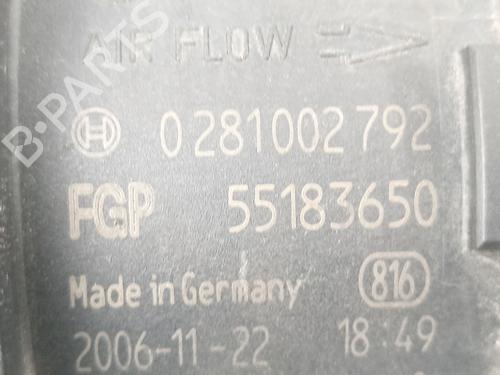 AIR FLOW
B-PARTS
0 281 002 792
FGP 55183650
Made in Germany 816
2006-11-22 18:49